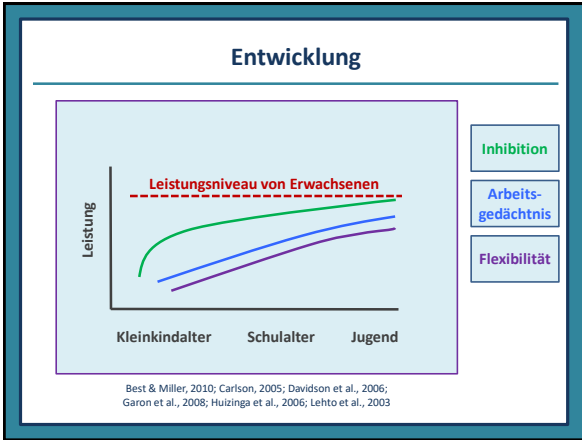 Entwicklung
Leistungsniveau von Erwachsenen
Leistung
Kleinkindalter Schulalter Jugend
Inhibition
Arbeits-
gedächtnis
Flexibilität
Best & Miller, 2010; Carlson, 2005; Davidson et al., 2006;
Garon et al., 2008; Huizinga et al., 2006; Lehto et al., 2003